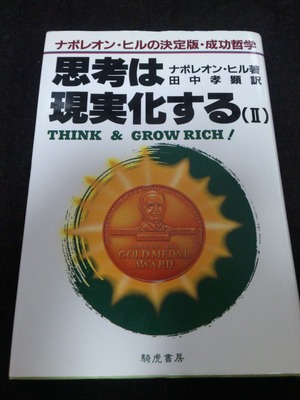 ナポレオン・ヒルの決定版・成功哲学
思考は
現実化する(Ⅱ)
ナポレオン・ヒル著
田中孝顕訳
THINK & GROW RICH!
GOLD MEDAL
AWARD
騎虎書房